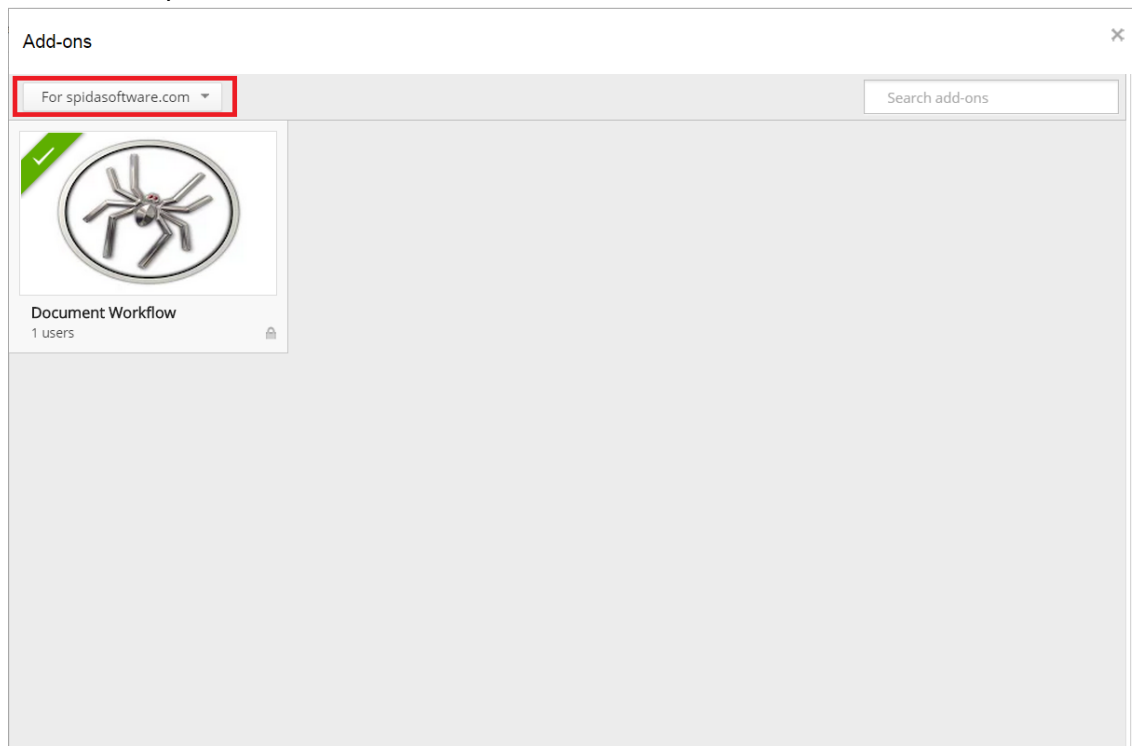 Add-ons
For spidasoftware.com
Search add-ons
Document Workflow
1 users